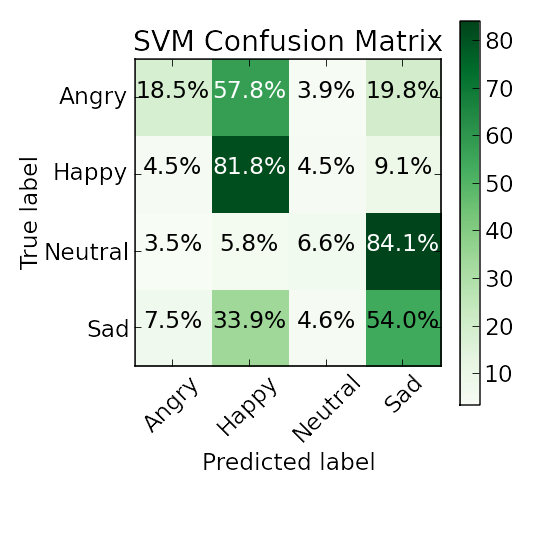 SVM Confusion Matrix
Angry 18.5% 57.8% 3.9% 19.8%
Happy 4.5% 81.8% 4.5% 9.1%
Neutral 3.5% 5.8% 6.6% 84.1%
Sad 7.5% 33.9% 4.6% 54.0%
True label
Angry Happy Neutral Sad
Predicted label
80
70
60
50
40
30
20
10